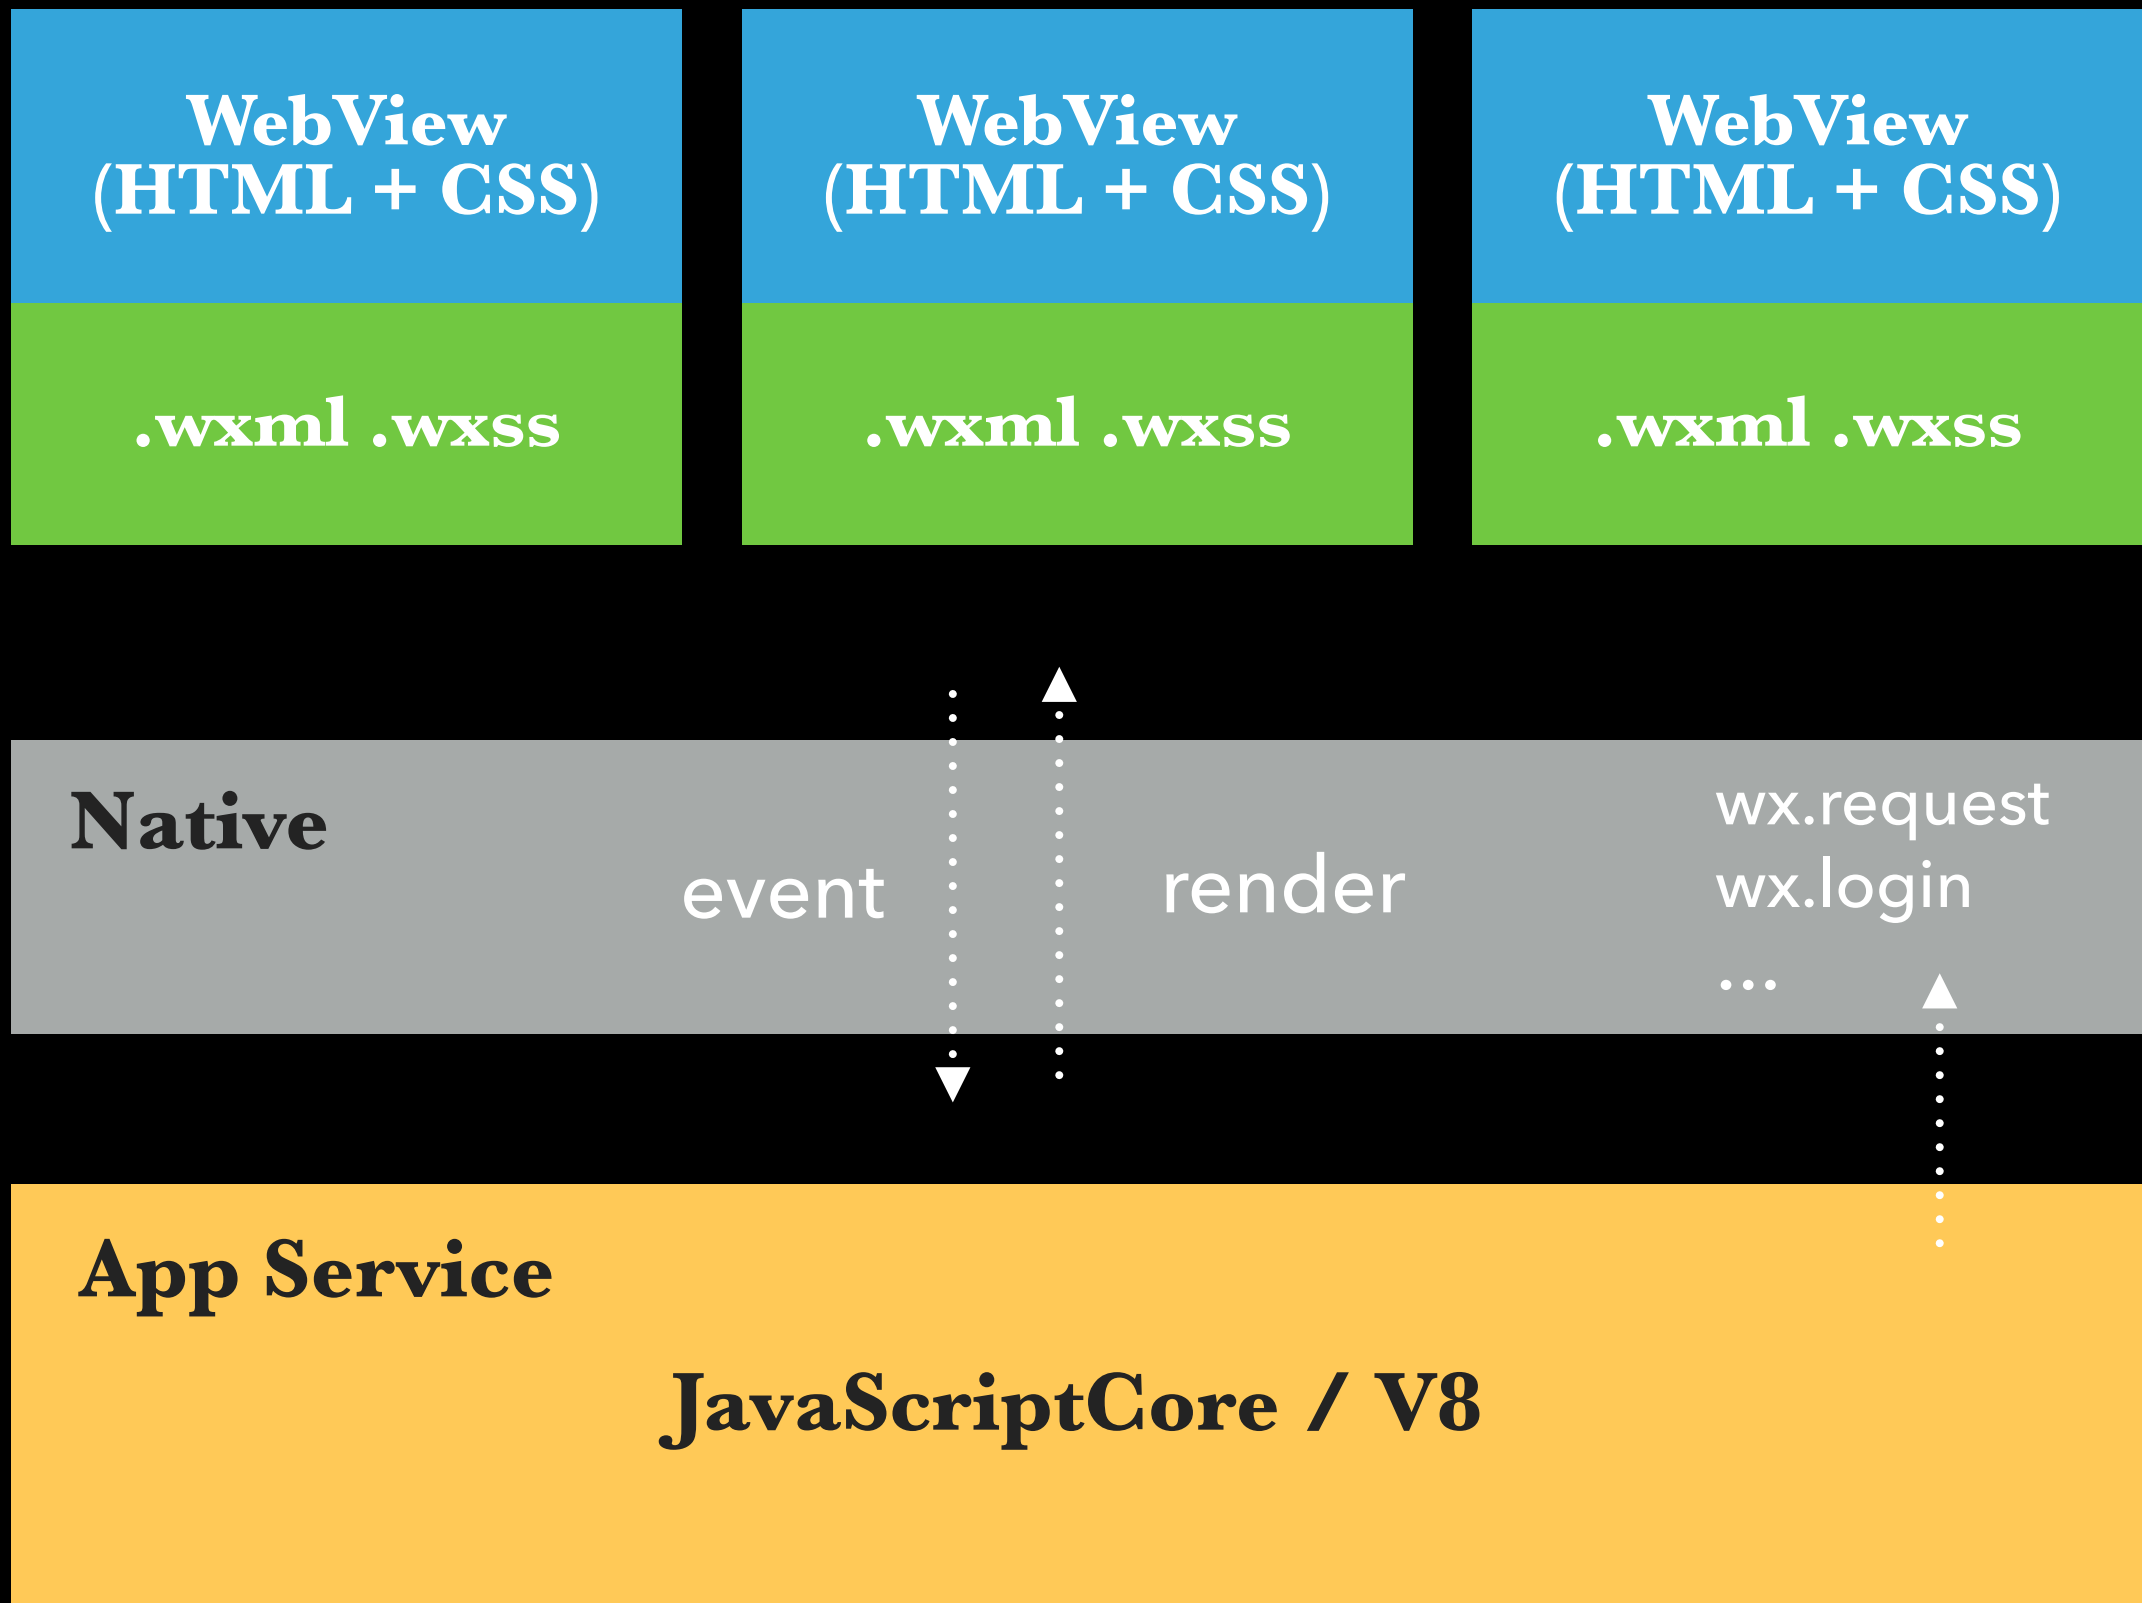 WebView
(HTML + CSS)
.wxml .wxss
WebView
(HTML + CSS)
.wxml .wxss
WebView
(HTML + CSS)
.wxml .wxss
Native
event
render
wx.request
wx.login
...
App Service
JavaScriptCore / V8